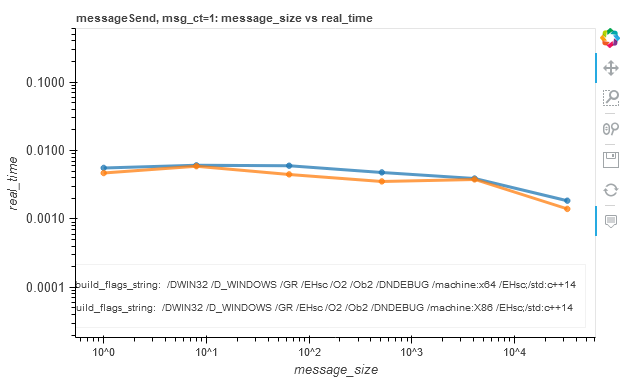 messageSend, msg_ct=1: message_size vs real_time
0.1000
0.0100
0.0010
0.0001
real_time
build_flags_string: /DWIN32 /D_WINDOWS /GR /EHsc /O2 /Ob2 /DNDEBUG /machine:x64 /EHsc;/std:c++14
uild_flags_string: /DWIN32 /D_WINDOWS /GR /EHsc /O2 /Ob2 /DNDEBUG /machine:X86 /EHsc;/std:c++14
10^0 10^1 10^2 10^3 10^4
message_size